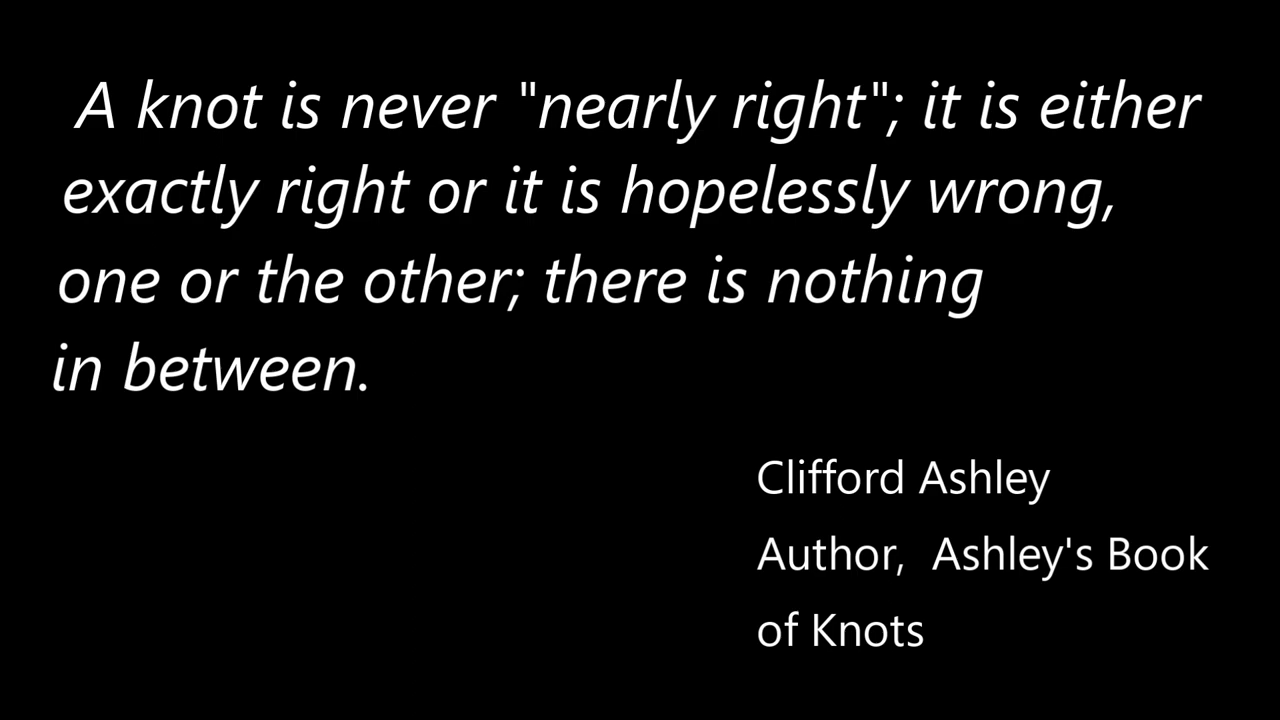 A knot is never "nearly right"; it is either
exactly right or it is hopelessly wrong,
one or the other; there is nothing
in between.
Clifford Ashley
Author,  Ashley's Book
of Knots